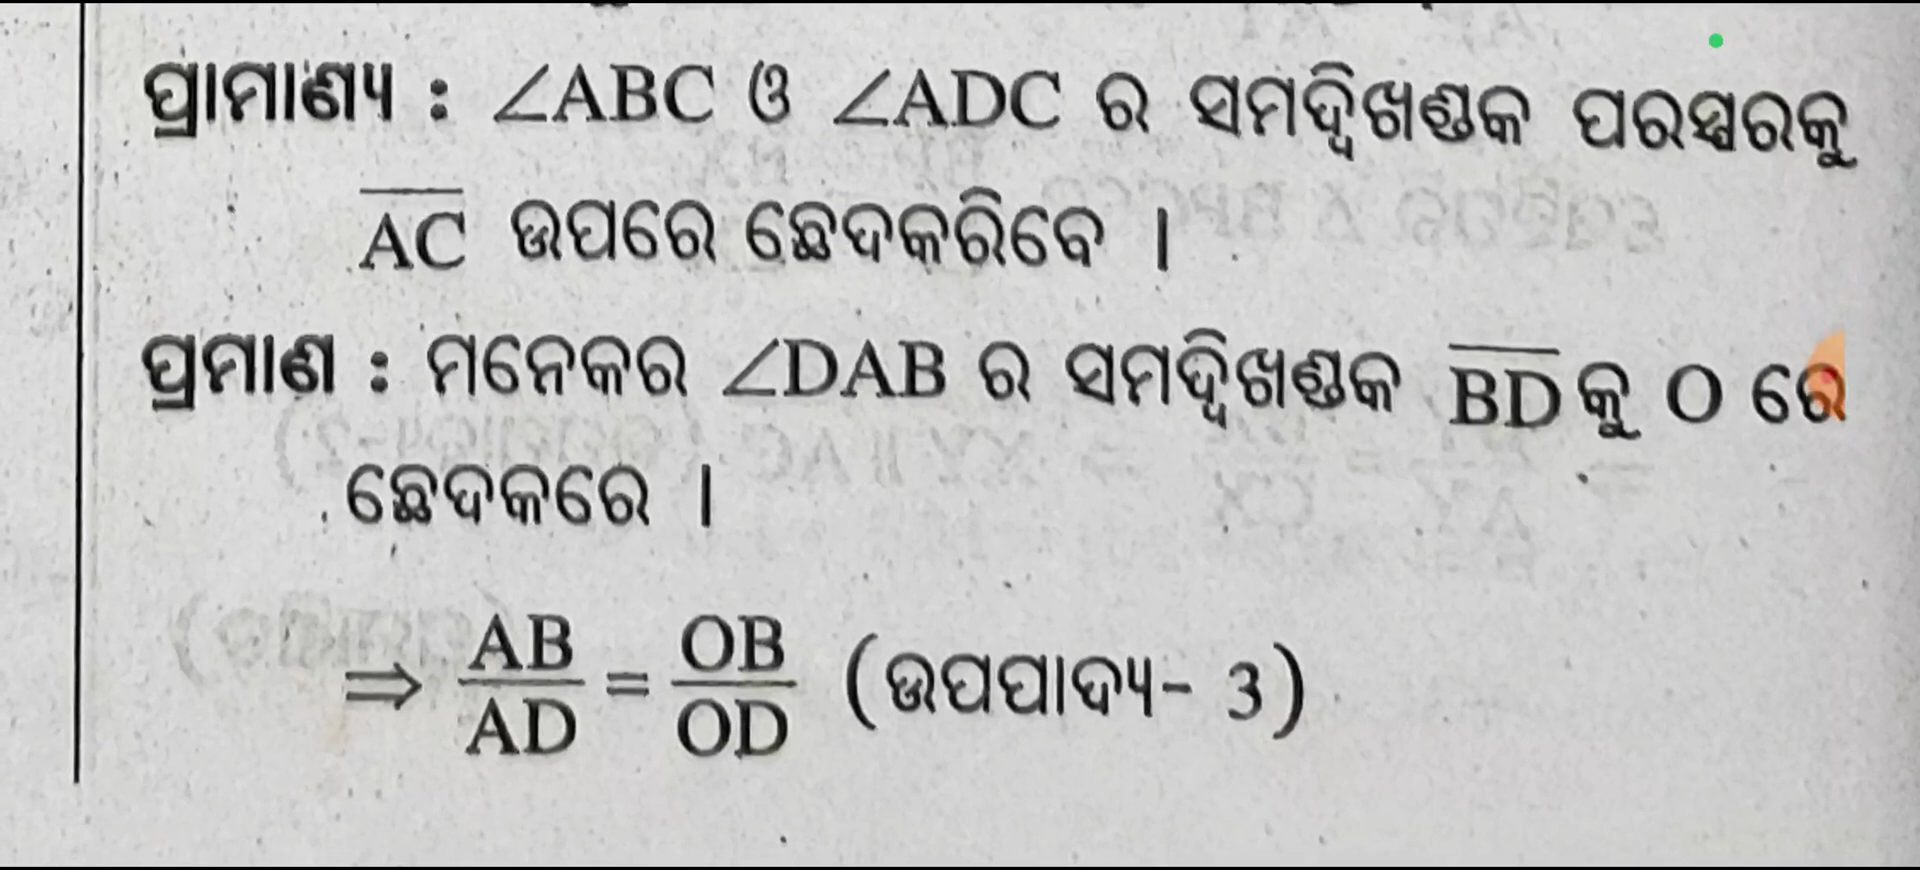 ପ୍ରାମାଣ୍ୟ : ∠ABC ଓ ∠ADC ର ସମଦ୍ୱିଖଣ୍ଡକ ପରସ୍ପରକୁ
AC ଉପରେ ଛେଦକରିବେ ।
ପ୍ରମାଣ : ମନେକର ∠DAB ର ସମଦ୍ୱିଖଣ୍ଡକ BD କୁ O ରେ
ଛେଦକରେ ।
⇒ AB/AD = OB/OD (ଉପପାଦ୍ୟ- 3)